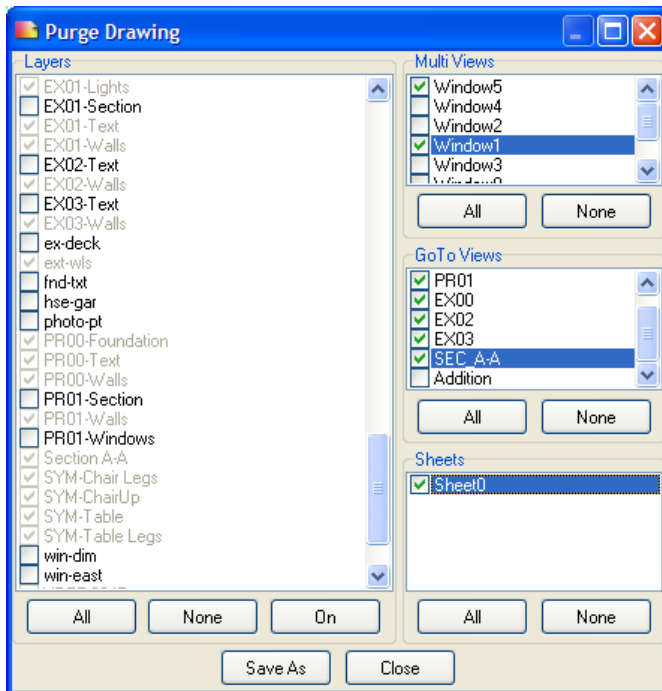 Purge Drawing
Layers
EX01-Lights
EX01-Section
EX01-Text
EX01-Walls
EX02-Text
EX02-Walls
EX03-Text
EX03-Walls
ex-deck
ext-wls
fnd-txt
hse-gar
photo-pt
PR00-Foundation
PR00-Text
PR00-Walls
PR01-Section
PR01-Walls
PR01-Windows
Section A-A
SYM-Chair Legs
SYM-ChairUp
SYM-Table
SYM-Table Legs
win-dim
win-east
All None On
Multi Views
Window5
Window4
Window2
Window1
Window3
All None
GoTo Views
PR01
EX00
EX02
EX03
SEC_A-A
Addition
All None
Sheets
Sheet0
All None
Save As Close